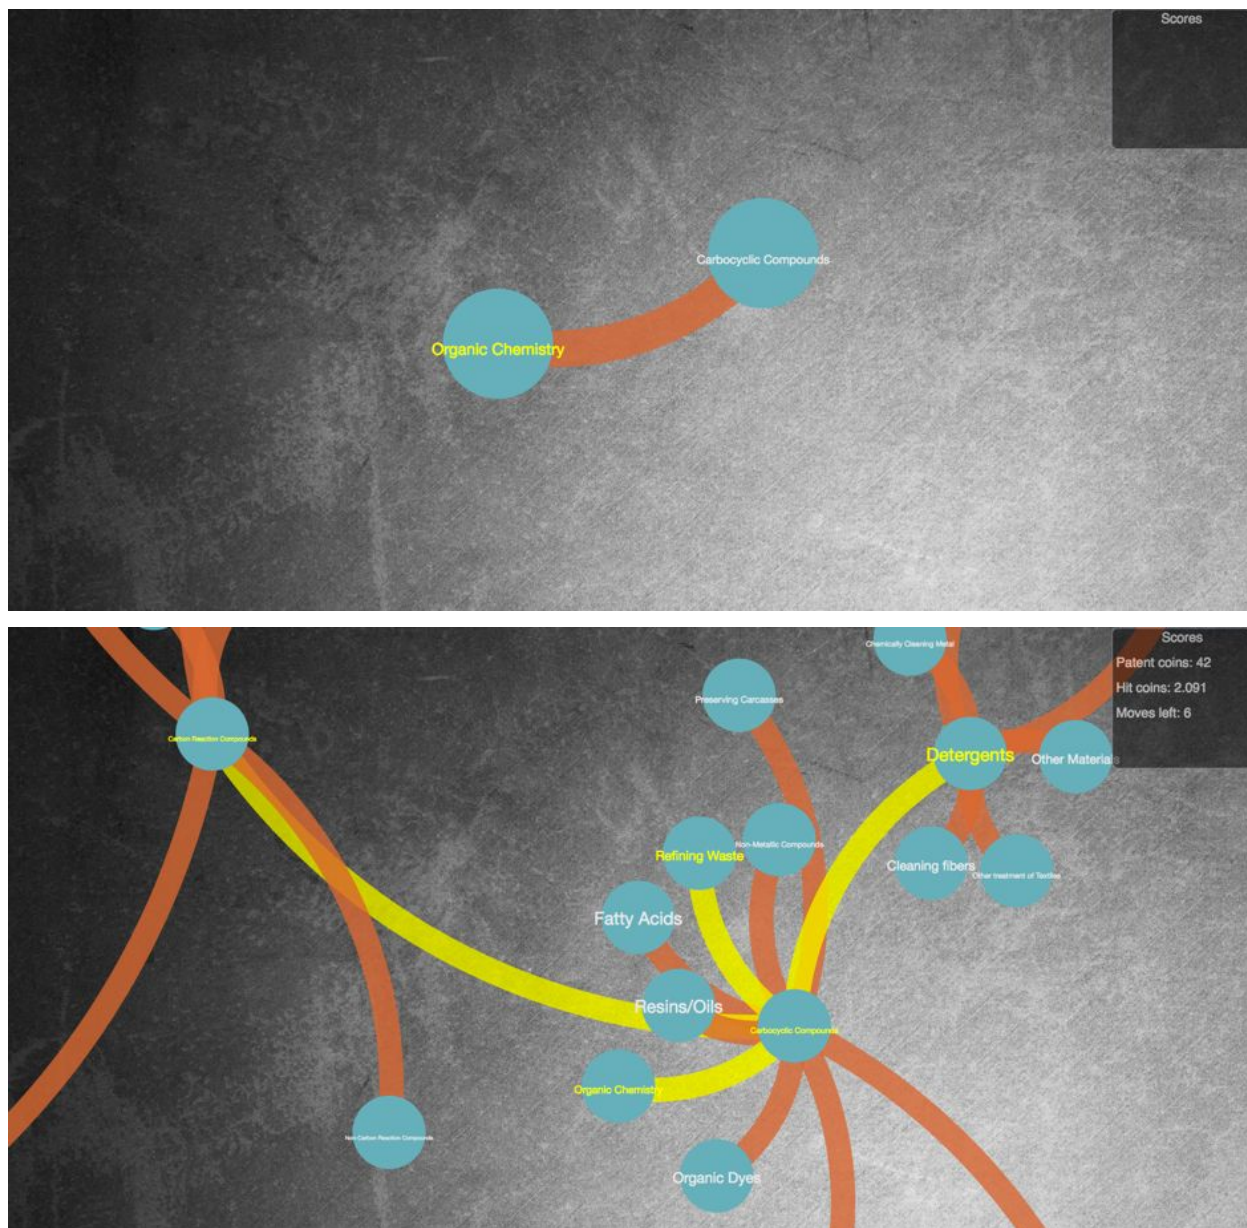 Scores
Carbocyclic Compounds
Organic Chemistry
Scores
Patent coins: 42
Hit coins: 2.091
Moves left: 6
Chemically Cleaning Metal
Preserving Carcasses
Carbon Reaction Compounds
Detergents
Other Materials
Non-Metallic Compounds
Refining Waste
Cleaning fibers
Other treatment of Textiles
Fatty Acids
Resins/Oils
Carbocyclic Compounds
Organic Chemistry
Non-Carbon Reaction Compounds
Organic Dyes